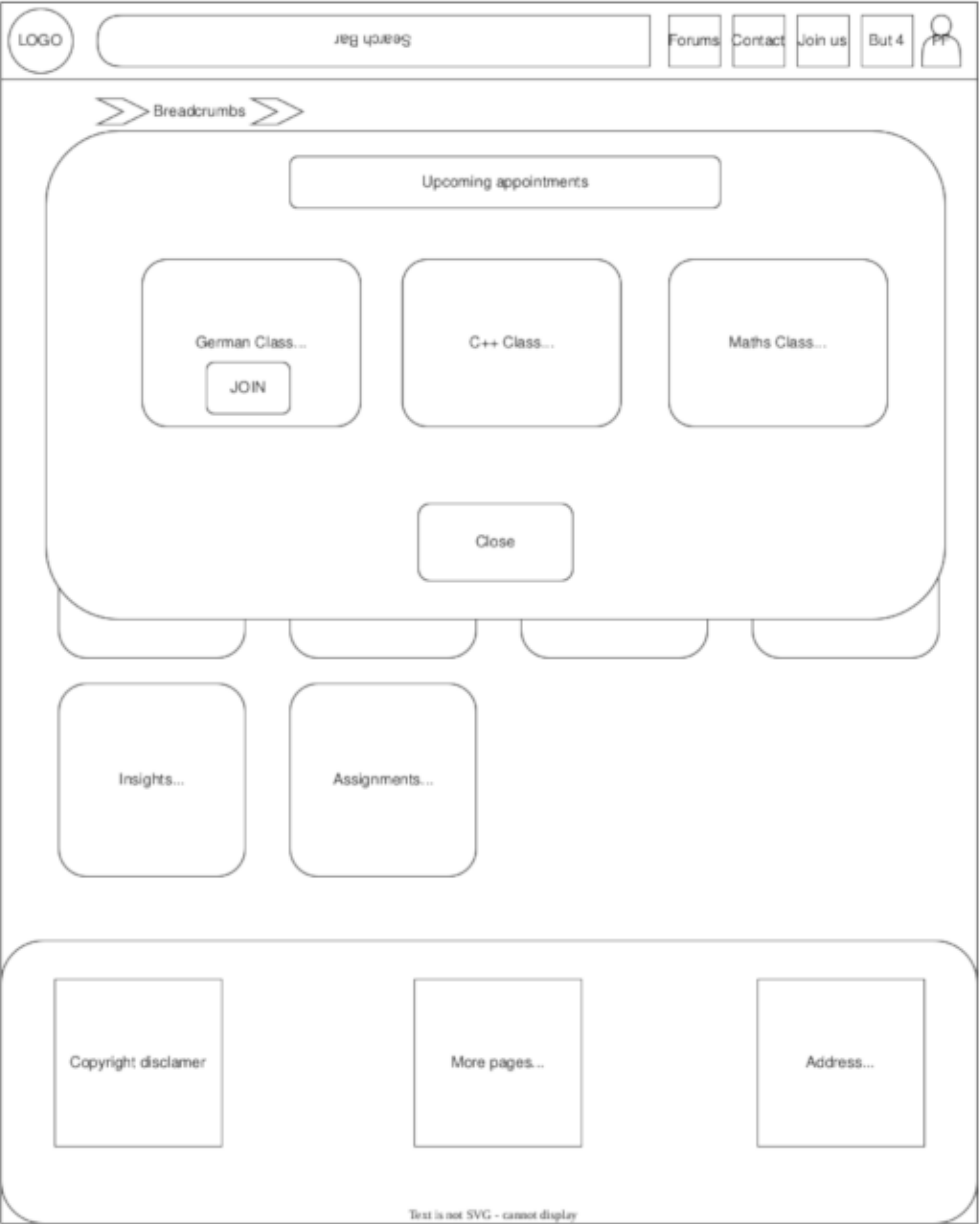 LOGO
Search Bar
Forums
Contact
Join us
But 4
PF
Breadcrumbs
Upcoming appointments
German Class...
JOIN
C++ Class...
Maths Class...
Close
Insights...
Assignments...
Copyright disclamer
More pages...
Address...
Text is not SVG - cannot display